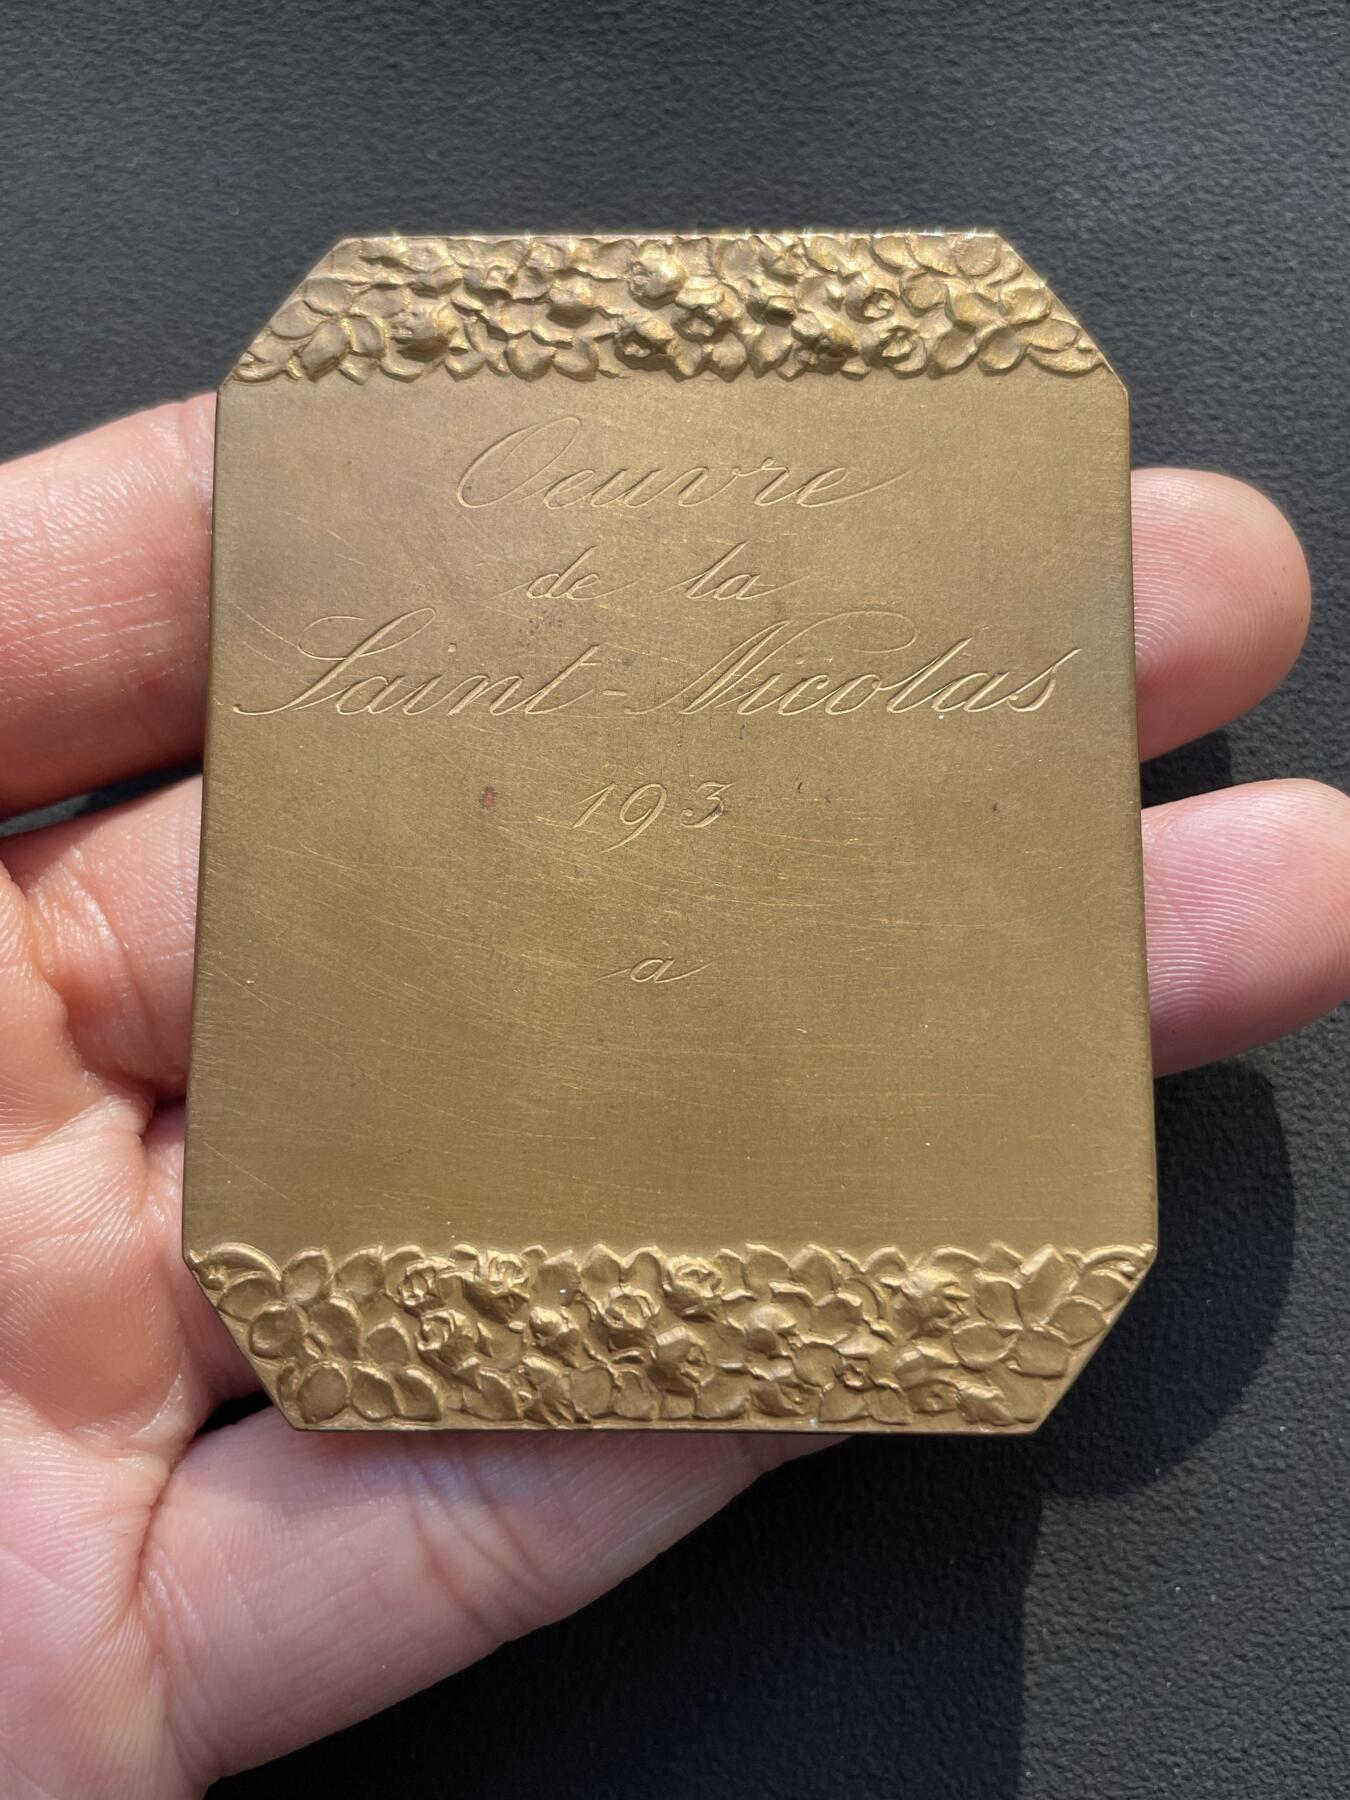 Oeuvre
de la
Saint-Nicolas
193
a